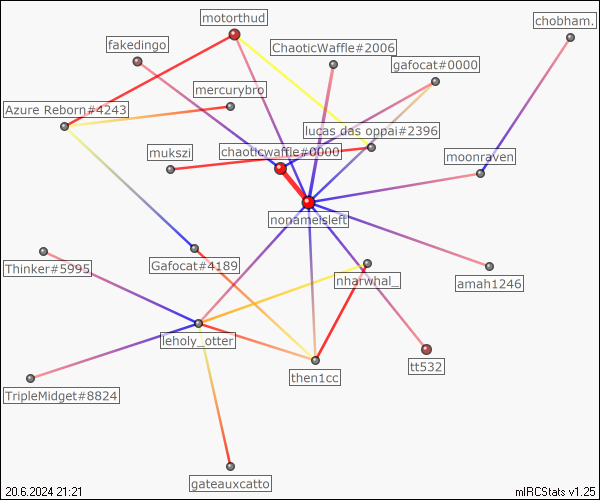 motorthud
chobham.
fakedingo
ChaoticWaffle#2006
gafocat#0000
mercurybro
Azure Reborn#4243
lucas das oppai#2396
mukszi
chaoticwaffle#0000
moonraven
nonameisleft
Thinker#5995
Gafocat#4189
nharwhal_
amah1246
leholy_otter
tt532
then1cc
TripleMidget#8824
gateauxcatto
20.6.2024 21:21
mIRCStats v1.25